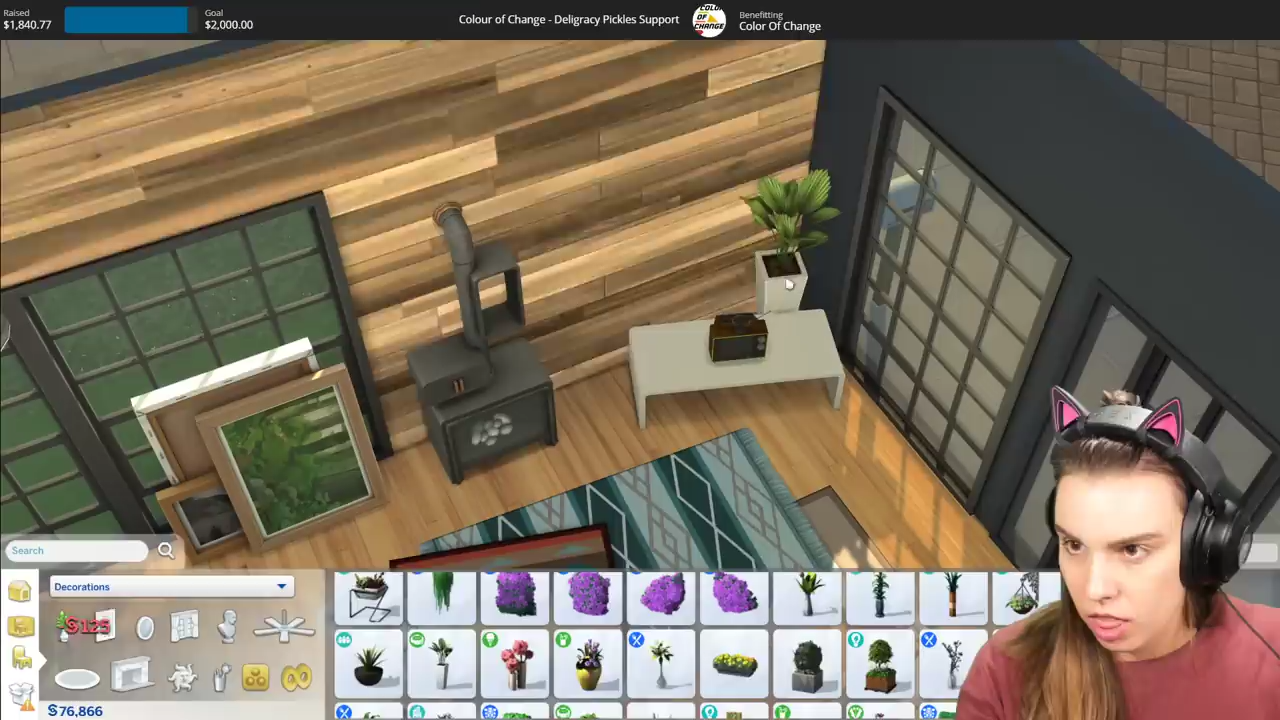 Raised
$1,840.77
Goal
$2,000.00
Colour of Change - Deligracy Pickles Support
COLOR
OF
CHANGE
Benefitting
Color Of Change
Search
Decorations
§125
§76,866